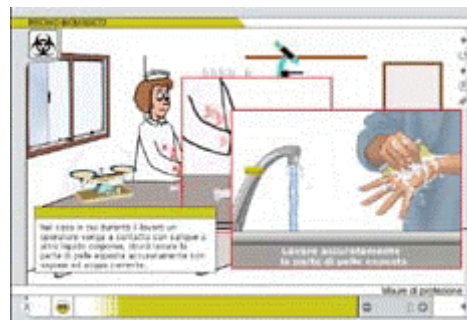 RISCHIO BIOLOGICO
Nel caso in cui durante i lavori un
operatore venga a contatto con sangue o
altro liquido corporeo, dovrà lavare la
parte di pelle esposta accuratamente con
sapone ed acqua corrente.
Lavare accuratamente
la parte di pelle esposta
Misure di protezione